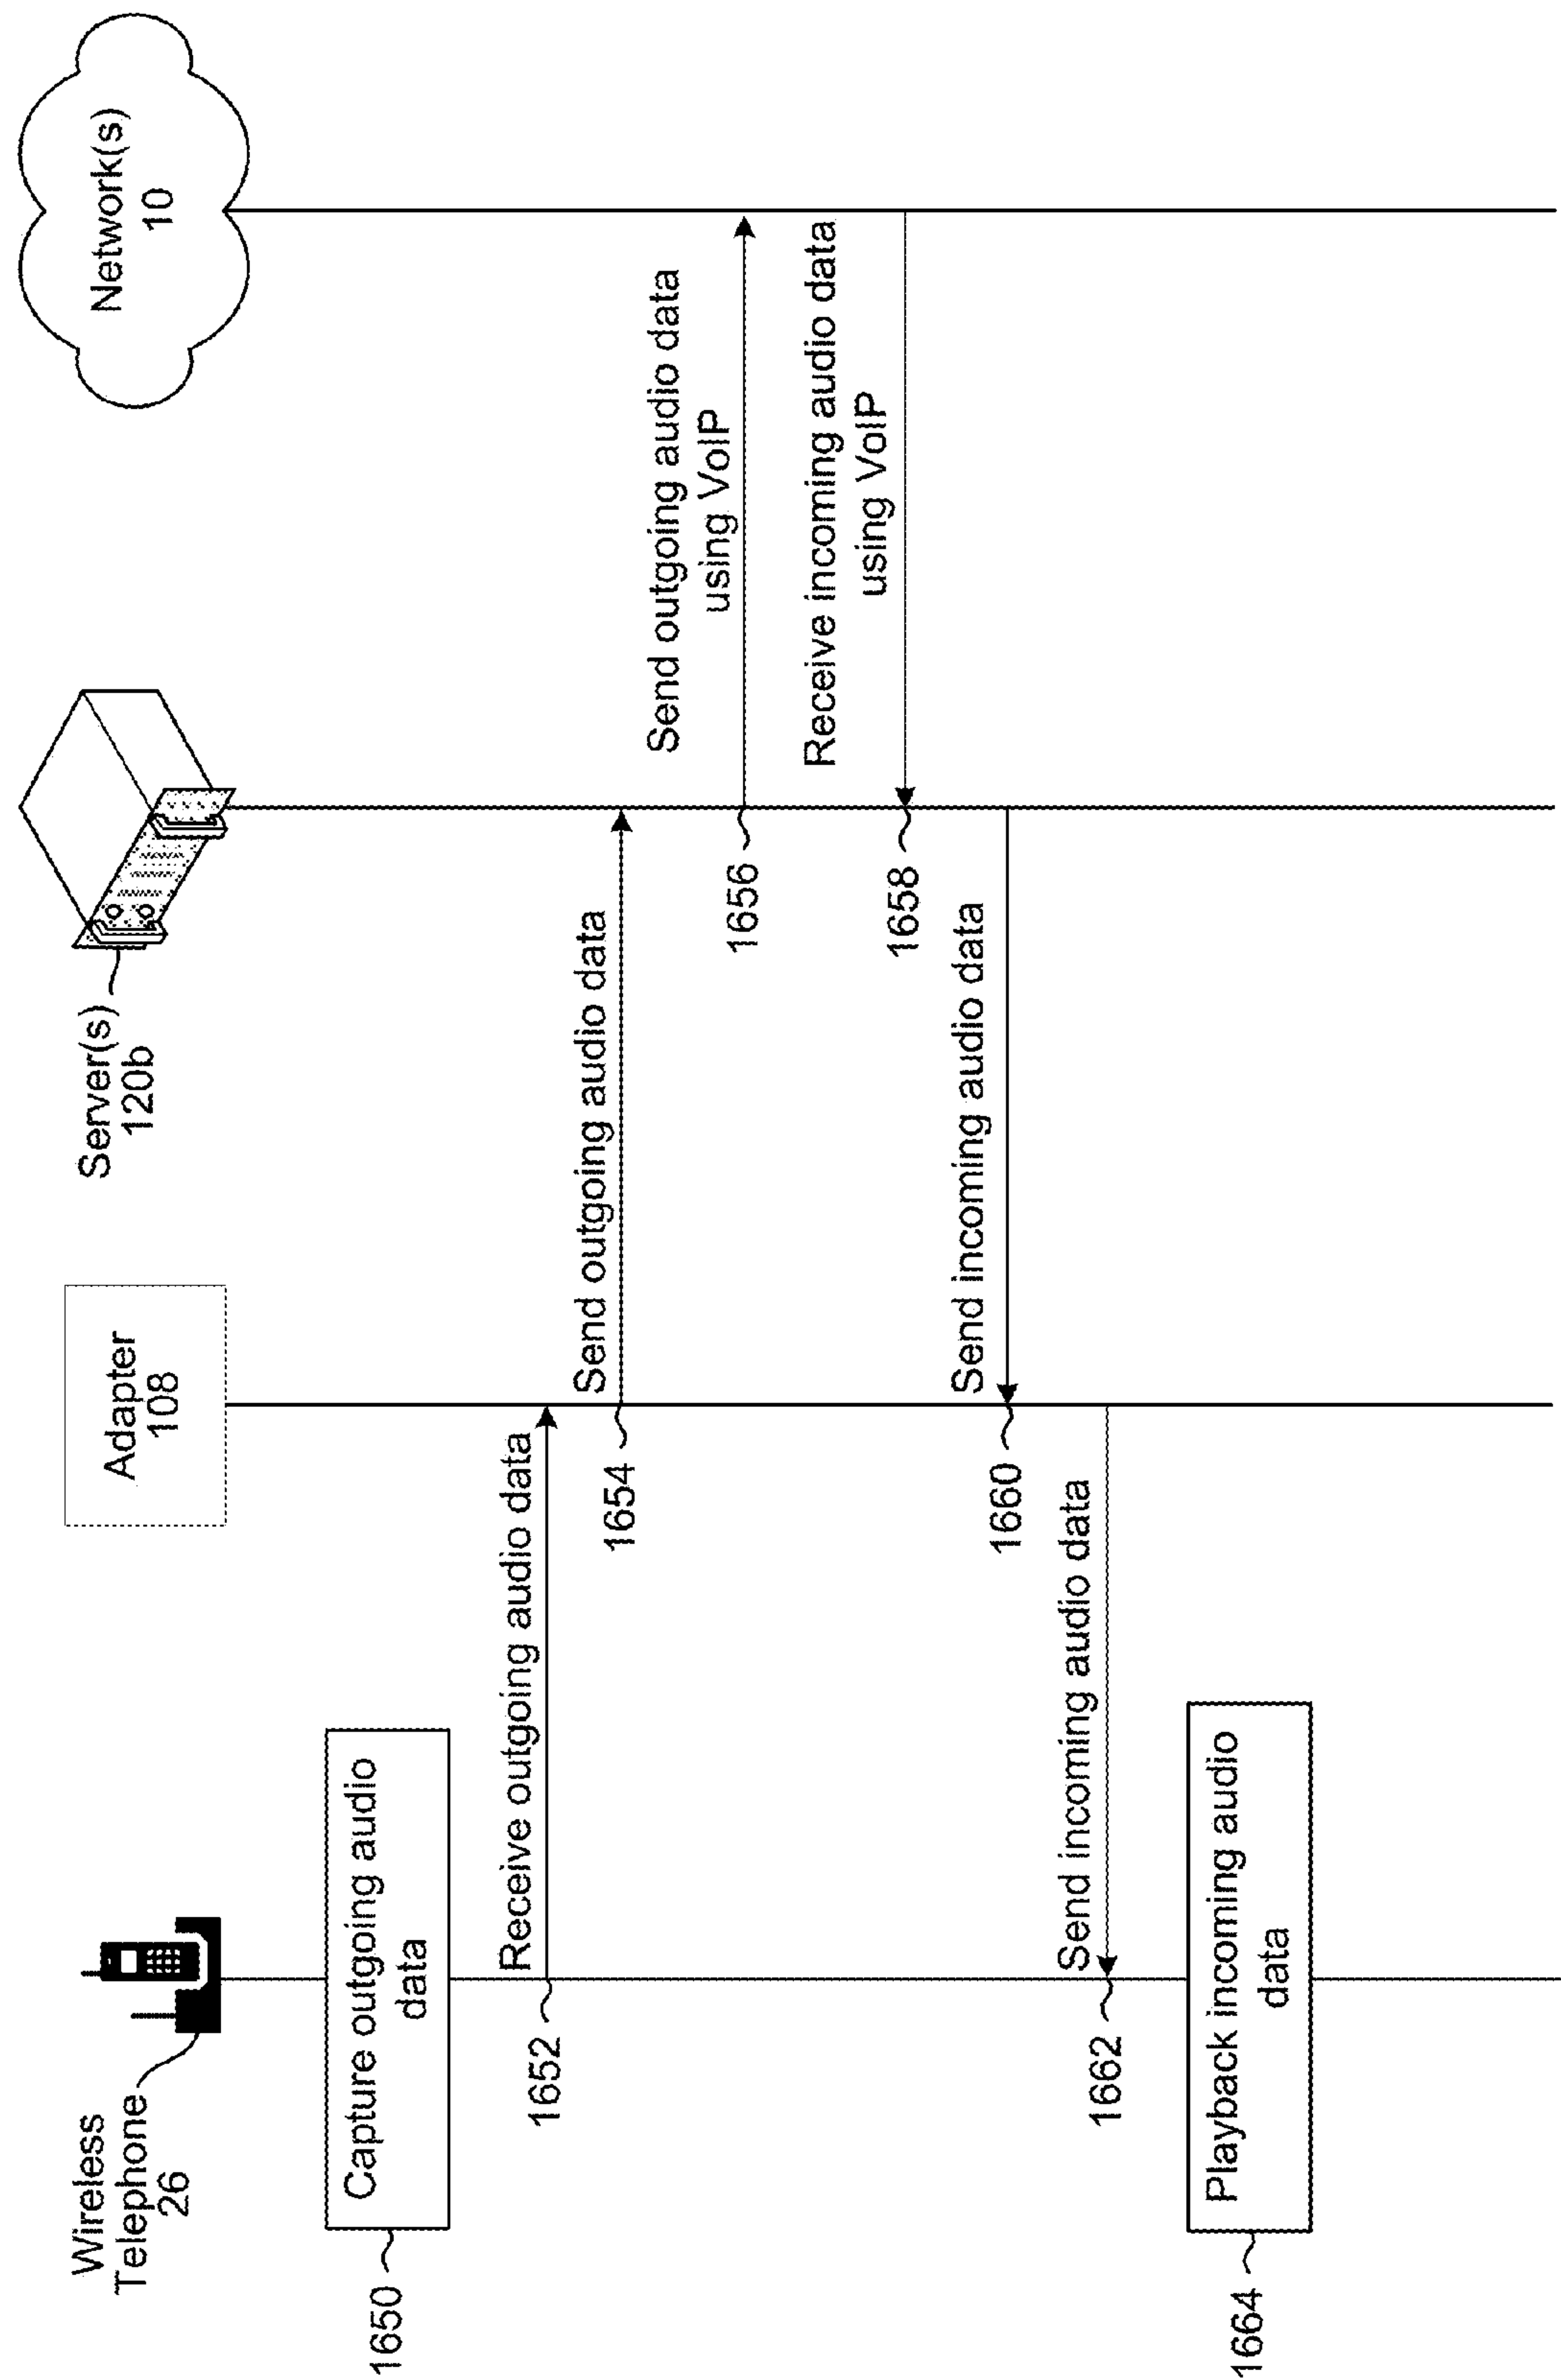 Wireless
Telephone
26
Adapter
108
Server(s)
120b
Network(s)
10
1650
Capture outgoing audio
data
Receive outgoing audio data
1652
Send outgoing audio data
1654
Send outgoing audio data
using VoIP
1656
Receive incoming audio data
using VoIP
1658
Send incoming audio data
1660
Send incoming audio data
1662
1664
Playback incoming audio
data